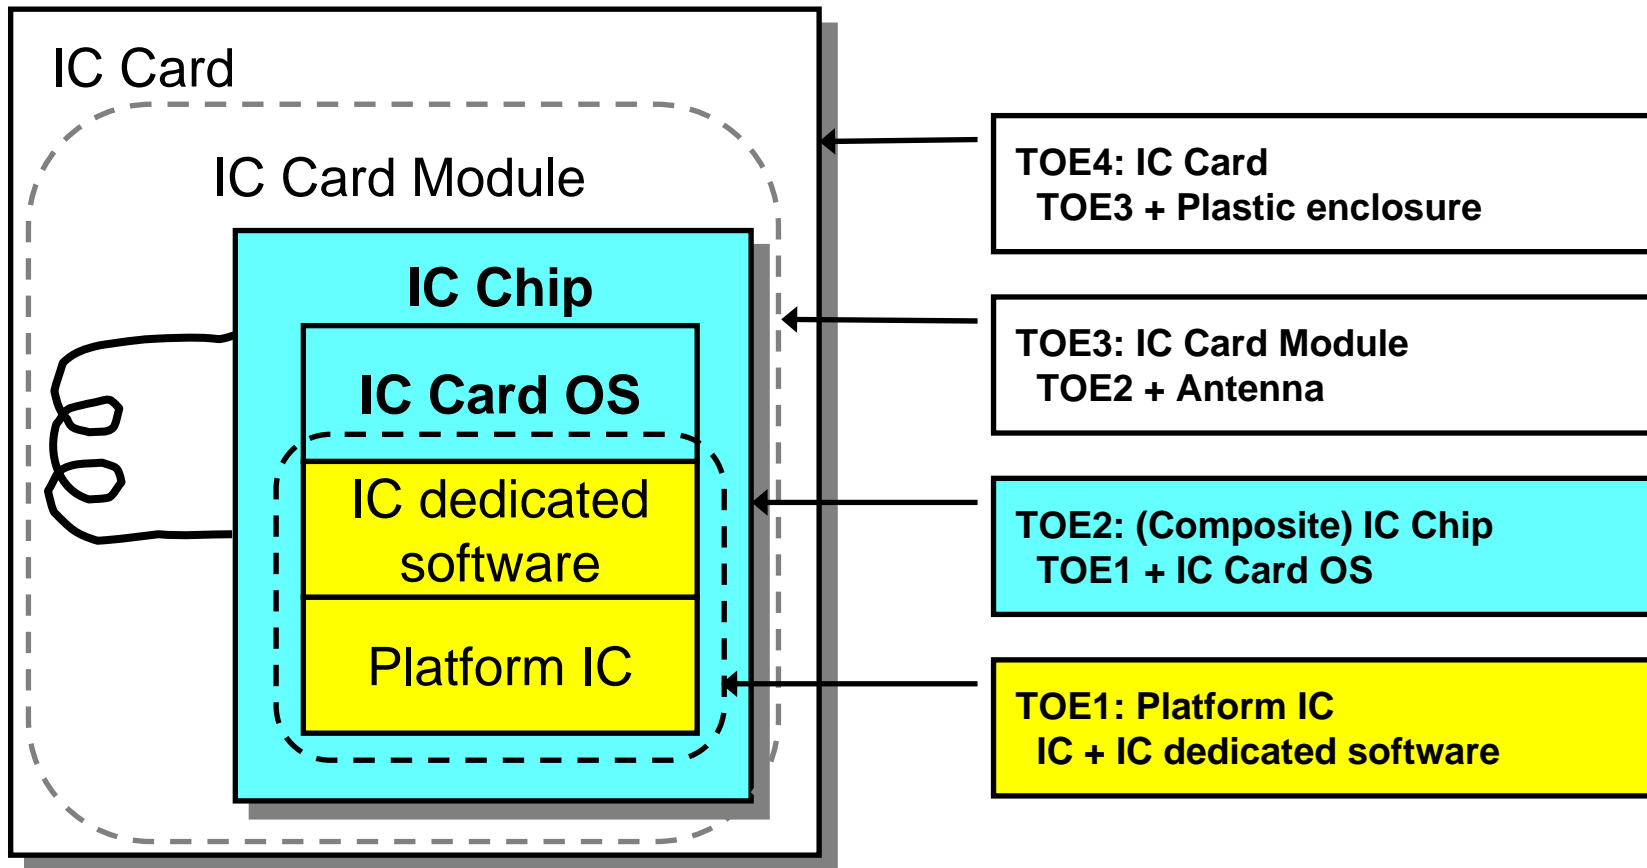 IC Card
IC Card Module
IC Chip
IC Card OS
IC dedicated
software
Platform IC
TOE4: IC Card
TOE3 + Plastic enclosure
TOE3: IC Card Module
TOE2 + Antenna
TOE2: (Composite) IC Chip
TOE1 + IC Card OS
TOE1: Platform IC
IC + IC dedicated software